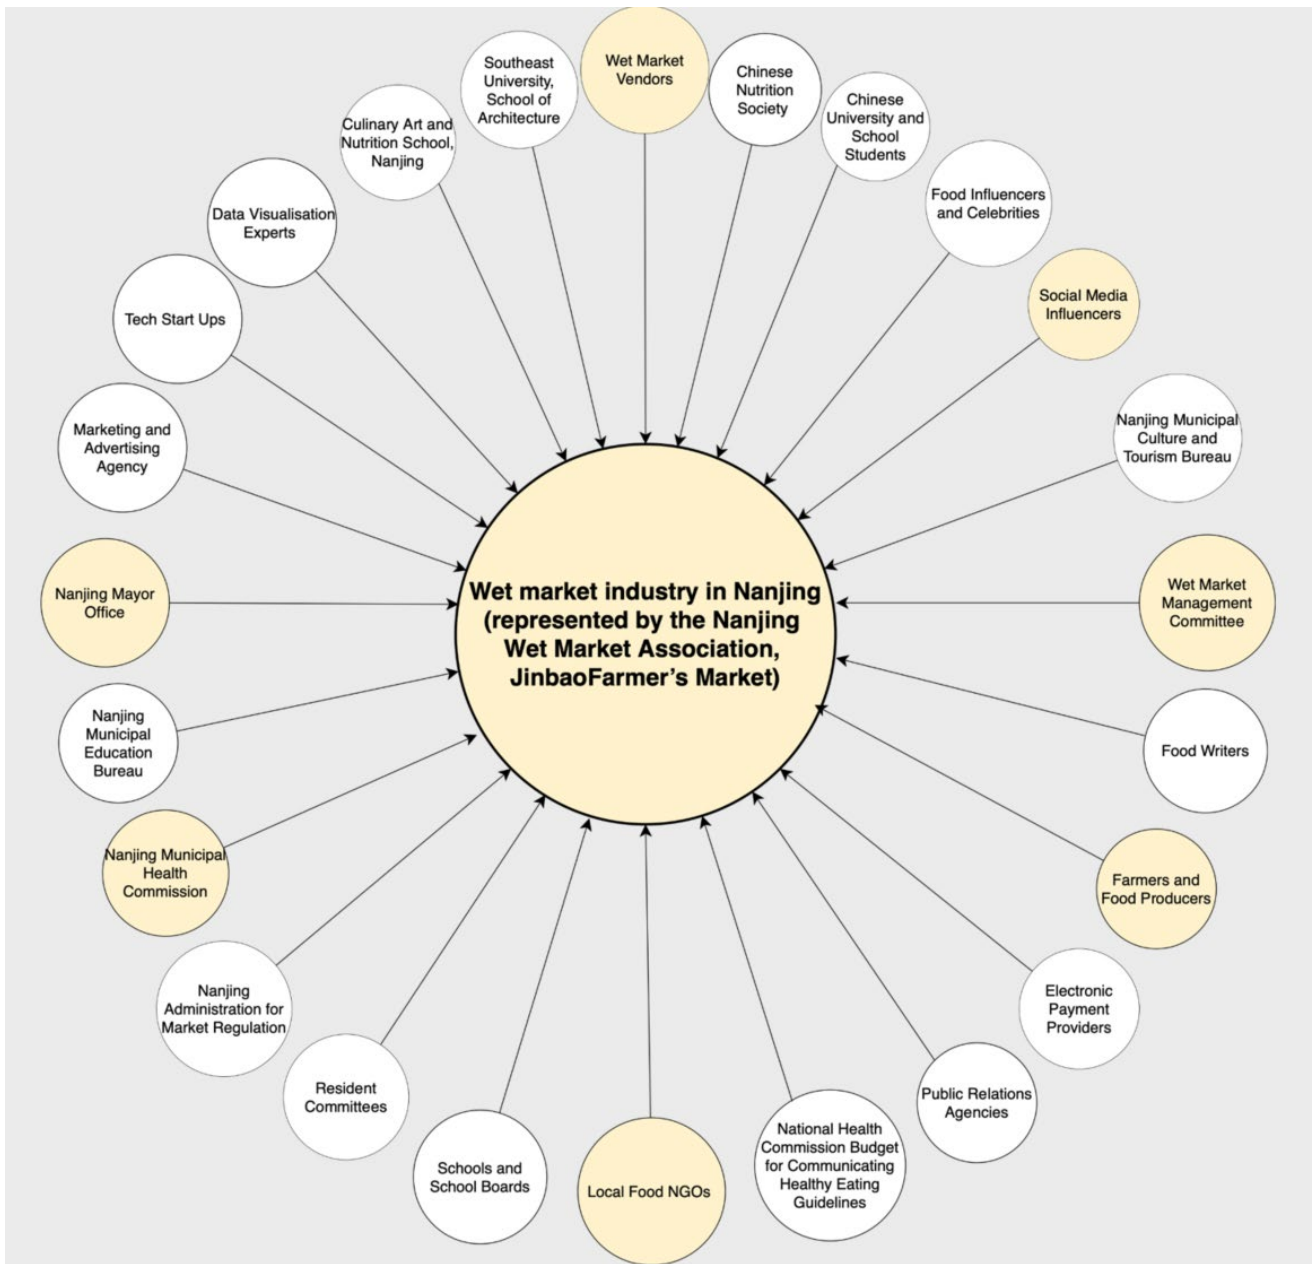 Wet Market
Vendors
Chinese
Nutrition
Society
Chinese
University and
School
Students
Food Influencers
and Celebrities
Social Media
Influencers
Nanjing Municipal
Culture and
Tourism Bureau
Wet Market
Management
Committee
Food Writers
Farmers and
Food Producers
Electronic
Payment
Providers
Public Relations
Agencies
National Health
Commission Budget
for Communicating
Healthy Eating
Guidelines
Local Food NGOs
Schools and
School Boards
Resident
Committees
Nanjing
Administration for
Market Regulation
Nanjing Municipal
Health
Commission
Nanjing
Municipal
Education
Bureau
Nanjing Mayor
Office
Marketing and
Advertising
Agency
Tech Start Ups
Data Visualisation
Experts
Culinary Art and
Nutrition School,
Nanjing
Southeast
University,
School of
Architecture
Wet market industry in Nanjing
(represented by the Nanjing
Wet Market Association,
JinbaoFarmer’s Market)